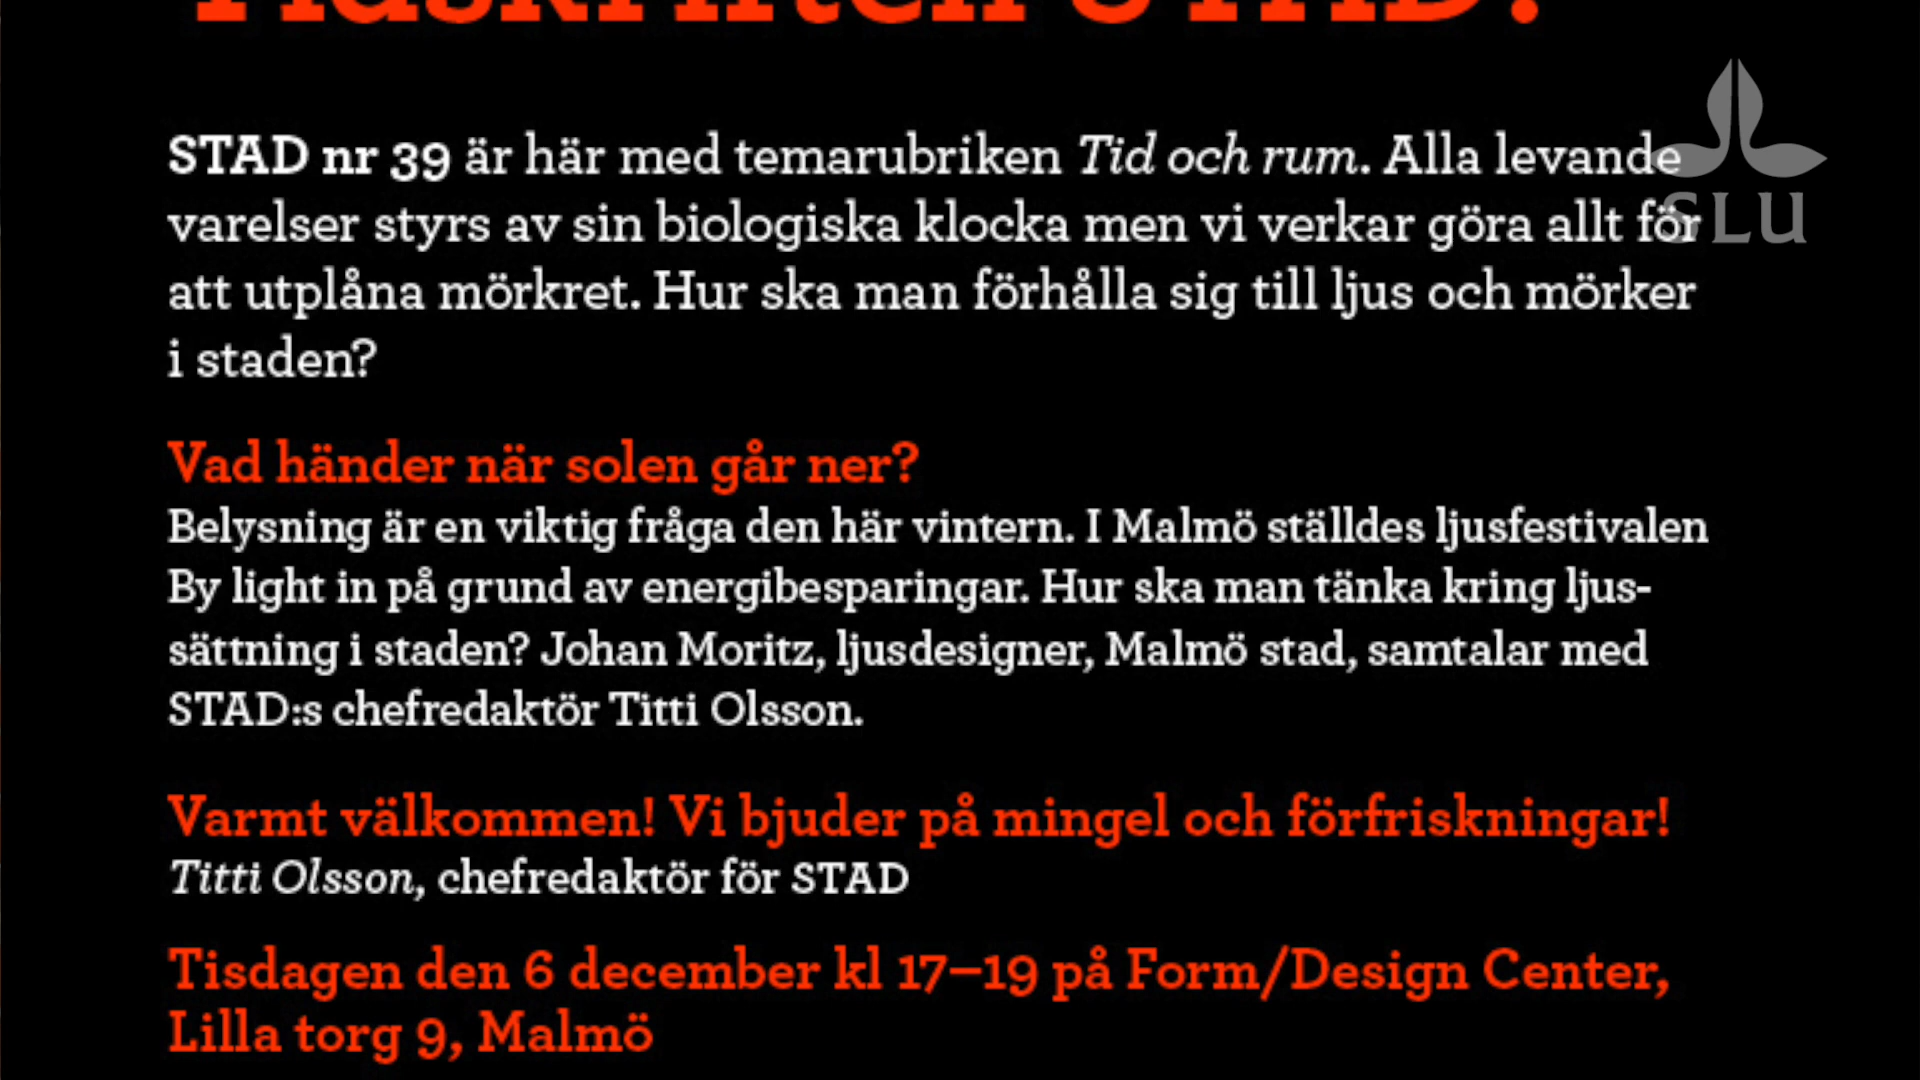 Tidskriften STAD!
STAD nr 39 är här med temarubriken Tid och rum. Alla levande
varelser styrs av sin biologiska klocka men vi verkar göra allt för
att utplåna mörkret. Hur ska man förhålla sig till ljus och mörker
i staden?
SLU
Vad händer när solen går ner?
Belysning är en viktig fråga den här vintern. I Malmö ställdes ljusfestivalen
By light in på grund av energibesparingar. Hur ska man tänka kring ljus-
sättning i staden? Johan Moritz, ljusdesigner, Malmö stad, samtalar med
STAD:s chefredaktör Titti Olsson.
Varmt välkommen! Vi bjuder på mingel och förfriskningar!
Titti Olsson, chefredaktör för STAD
Tisdagen den 6 december kl 17–19 på Form/Design Center,
Lilla torg 9, Malmö